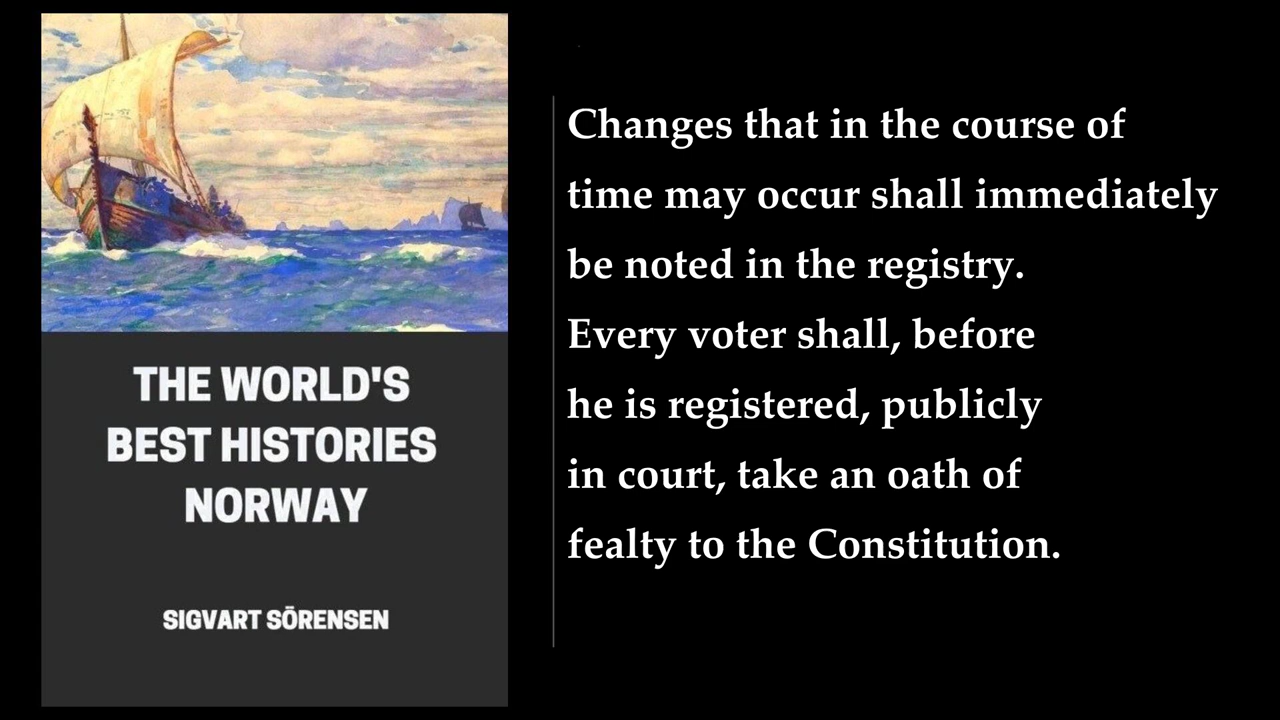 THE WORLD'S
BEST HISTORIES
NORWAY
SIGVART SÖRENSEN
Changes that in the course of
time may occur shall immediately
be noted in the registry.
Every voter shall, before
he is registered, publicly
in court, take an oath of
fealty to the Constitution.